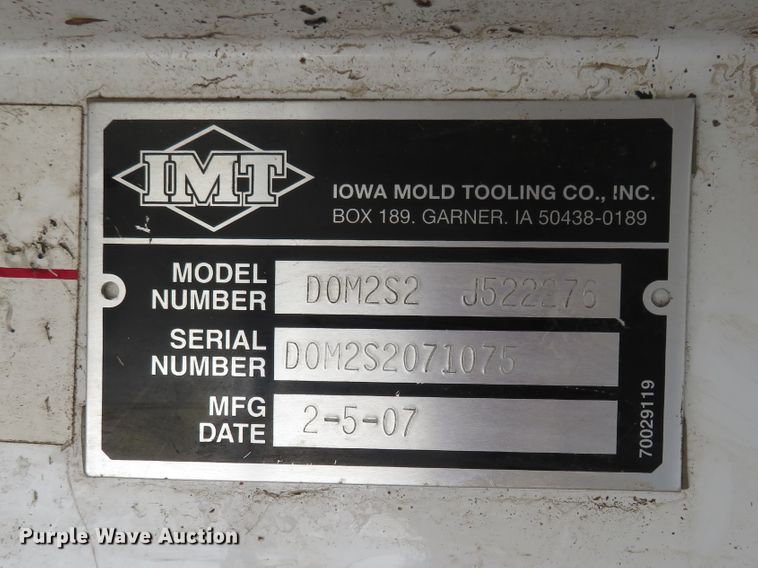 IMT
IOWA MOLD TOOLING CO., INC.
BOX 189. GARNER. IA 50438-0189
MODEL NUMBER DOM2S2 J522276
SERIAL NUMBER DOM2S2071075
MFG DATE 2-5-07
70029119
Purple Wave Auction